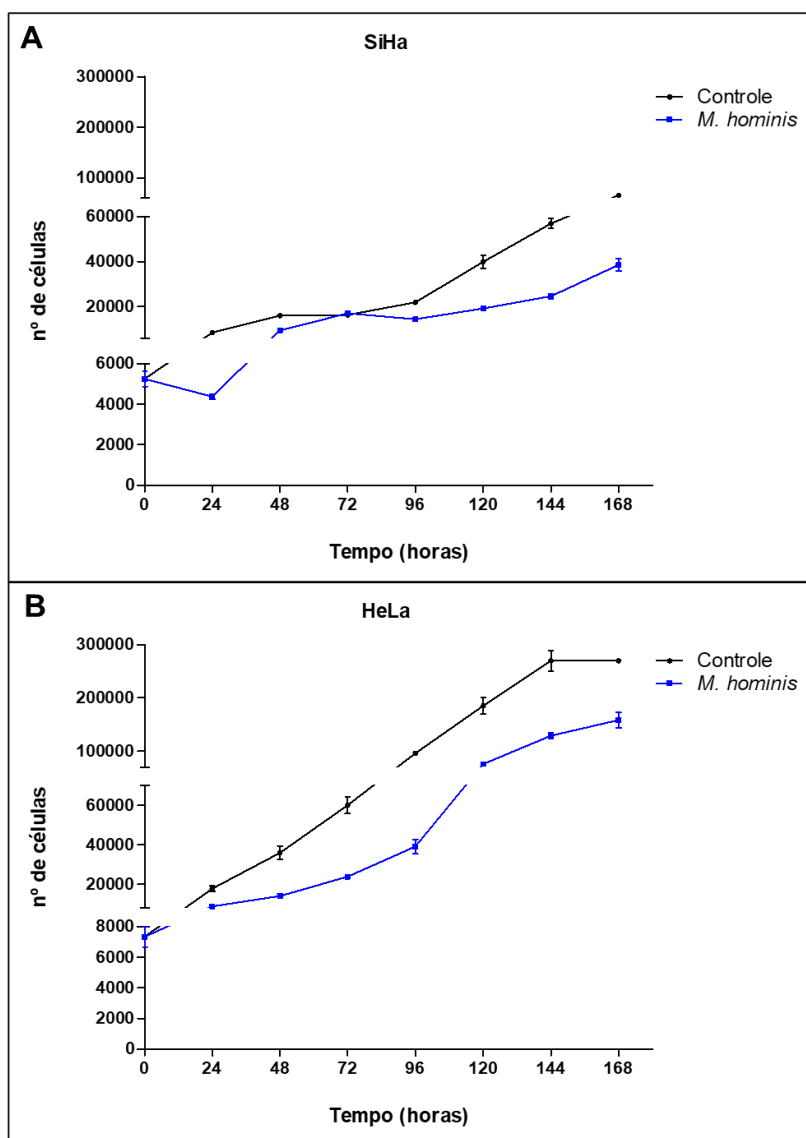 A
SiHa
300000
200000
100000
60000
40000
20000
6000
4000
2000
0
nº de células
Controle
M. hominis
0 24 48 72 96 120 144 168
Tempo (horas)
B
HeLa
300000
200000
100000
60000
40000
20000
8000
6000
4000
2000
0
nº de células
Controle
M. hominis
0 24 48 72 96 120 144 168
Tempo (horas)